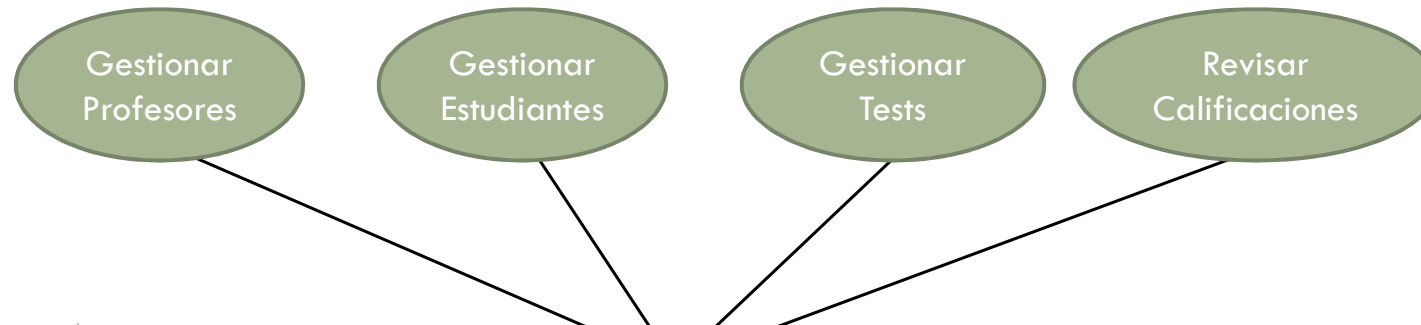 Gestionar
Profesores
Gestionar
Estudiantes
Gestionar
Tests
Revisar
Calificaciones